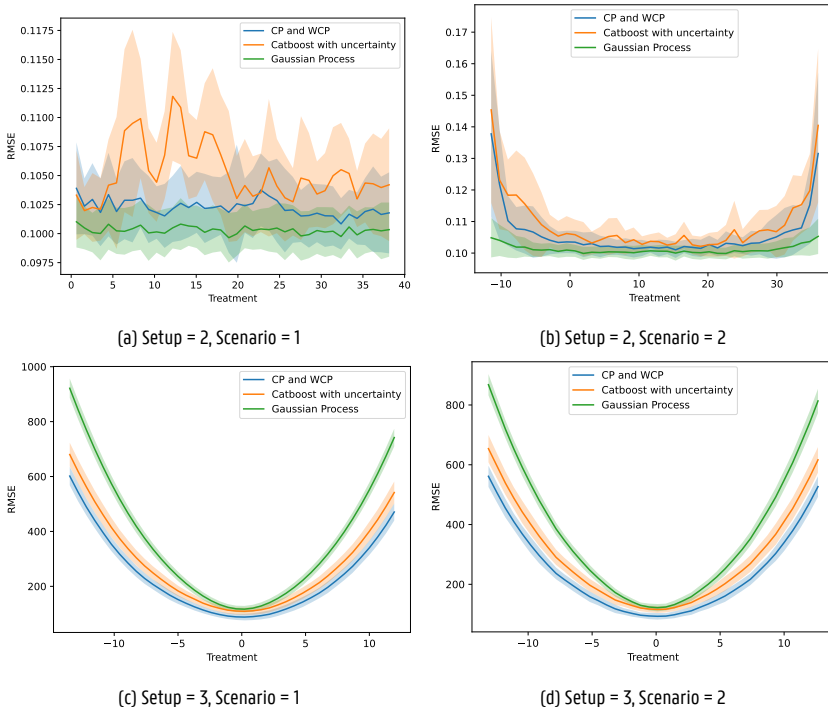 0.1175
0.1150
0.1125
0.1100
0.1075
0.1050
0.1025
0.1000
0.0975
RMSE
CP and WCP
Catboost with uncertainty
Gaussian Process
0 5 10 15 20 25 30 35 40
Treatment
(a) Setup = 2, Scenario = 1
0.17
0.16
0.15
0.14
0.13
0.12
0.11
0.10
RMSE
CP and WCP
Catboost with uncertainty
Gaussian Process
−10 0 10 20 30
Treatment
(b) Setup = 2, Scenario = 2
1000
800
600
400
200
RMSE
CP and WCP
Catboost with uncertainty
Gaussian Process
−10 −5 0 5 10
Treatment
(c) Setup = 3, Scenario = 1
800
600
400
200
RMSE
CP and WCP
Catboost with uncertainty
Gaussian Process
−10 −5 0 5 10
Treatment
(d) Setup = 3, Scenario = 2